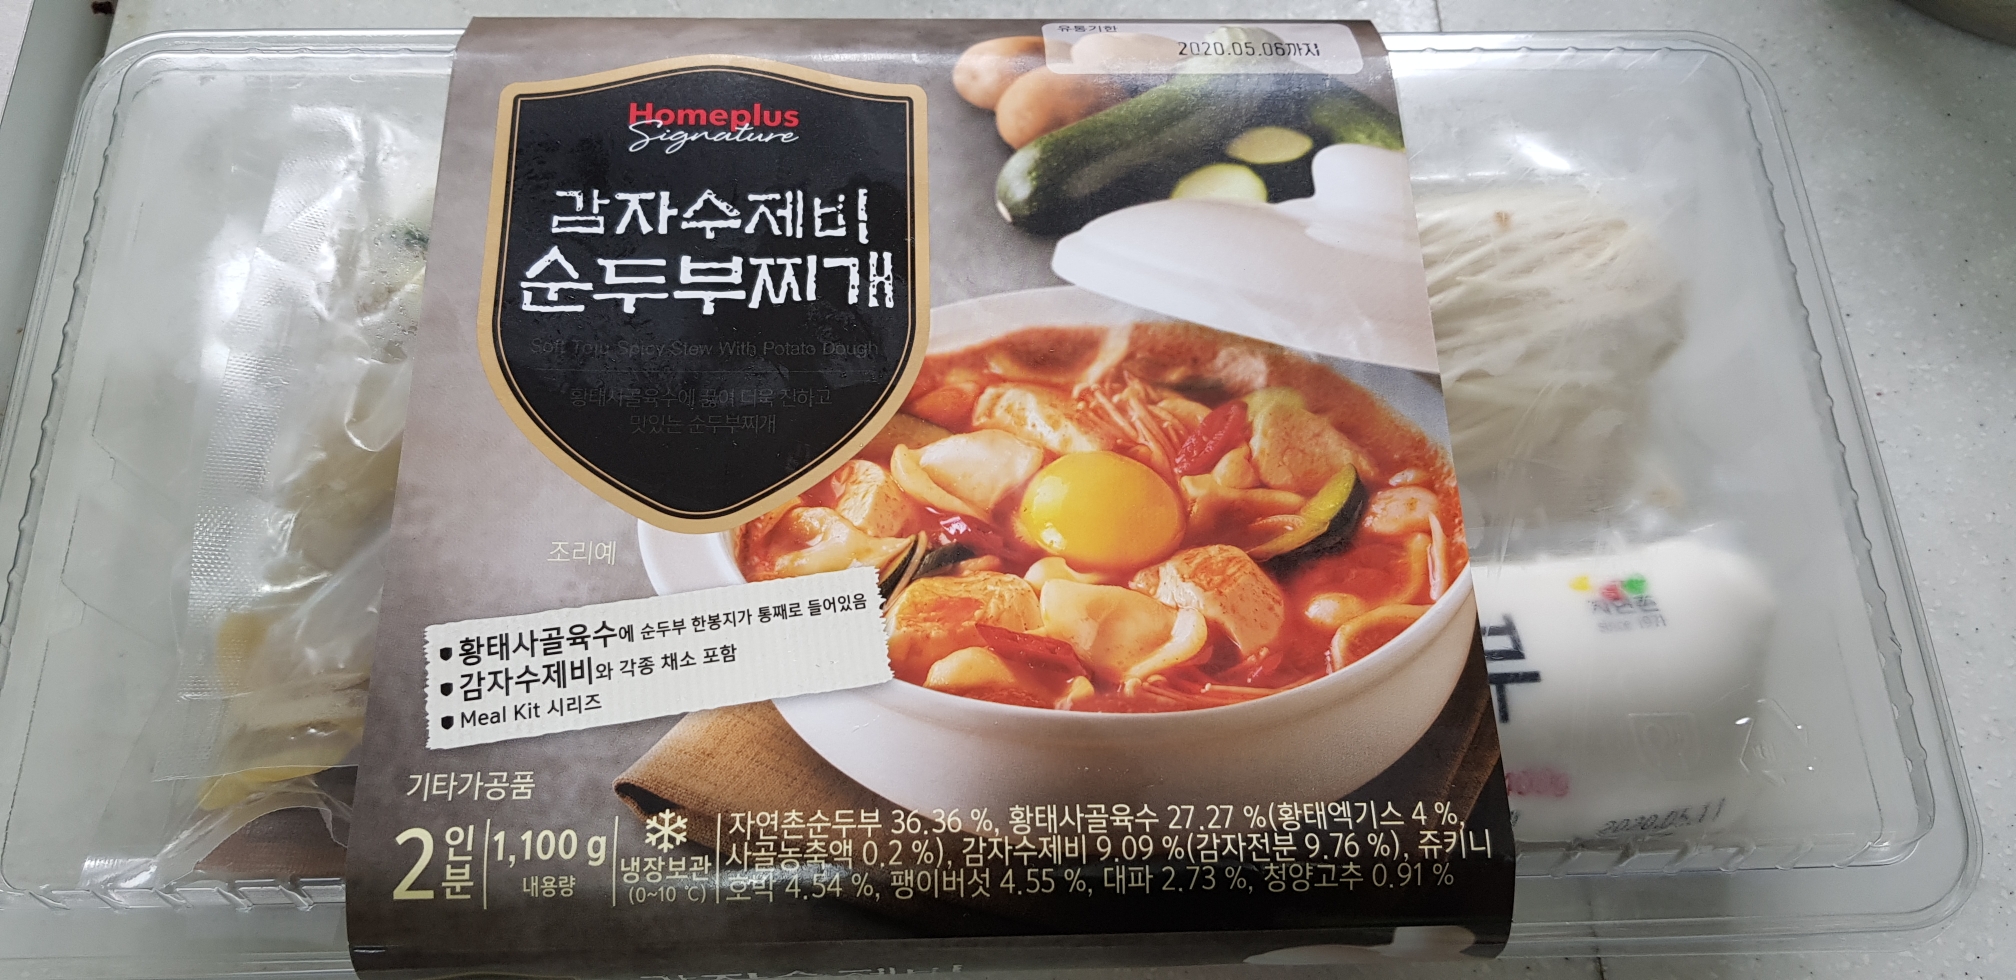 유통기한
2020.05.06까지
Homeplus
Signature
감자수제비
순두부찌개
Soft Tofu Spicy Stew With Potato Dough
황태사골육수에 끓여 더욱 진하고
맛있는 순두부찌개
조리예
황태사골육수에 순두부 한봉지가 통째로 들어있음
감자수제비와 각종 채소 포함
Meal Kit 시리즈
기타가공품
2인분
1,100 g
내용량
냉장보관
(0~10 ℃)
자연촌순두부 36.36 %, 황태사골육수 27.27 %(황태엑기스 4 %,
사골농축액 0.2 %), 감자수제비 9.09 %(감자전분 9.76 %), 쥬키니
호박 4.54 %, 팽이버섯 4.55 %, 대파 2.73 %, 청양고추 0.91 %
자연촌
부
2020.05.11
감자수제비